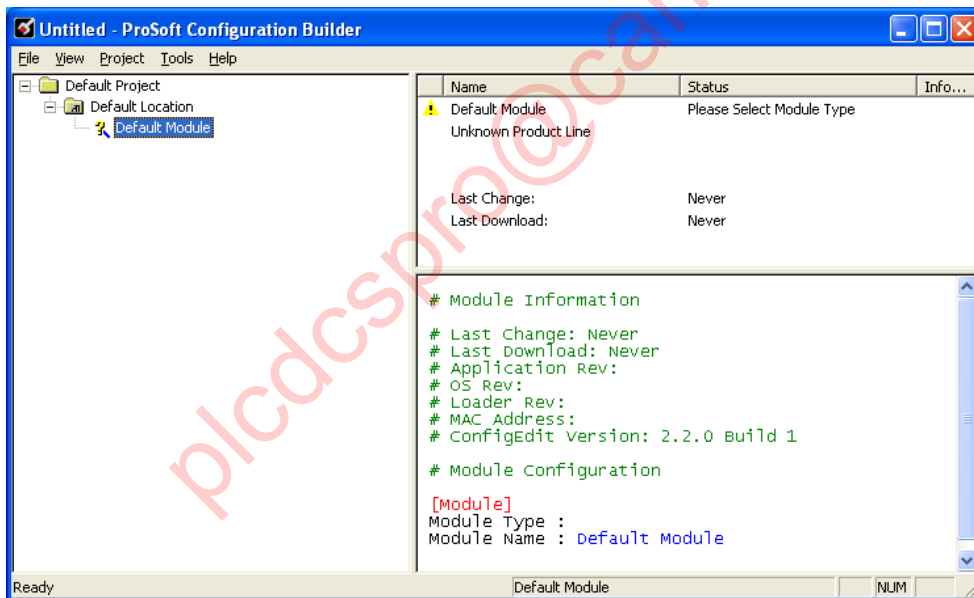 Untitled - ProSoft Configuration Builder
File View Project Tools Help
Default Project
Default Location
Default Module
Name Status Info...
Default Module Please Select Module Type
Unknown Product Line
Last Change: Never
Last Download: Never
# Module Information
# Last Change: Never
# Last Download: Never
# Application Rev:
# OS Rev:
# Loader Rev:
# MAC Address:
# ConfigEdit Version: 2.2.0 Build 1
# Module Configuration
[Module]
Module Type :
Module Name : Default Module
Ready Default Module NUM
plcdcspro@can